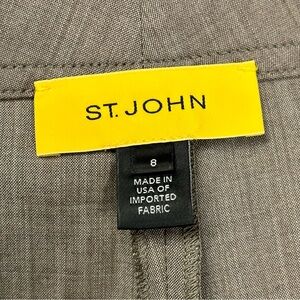 ST. JOHN
8
MADE IN
USA OF
IMPORTED
FABRIC